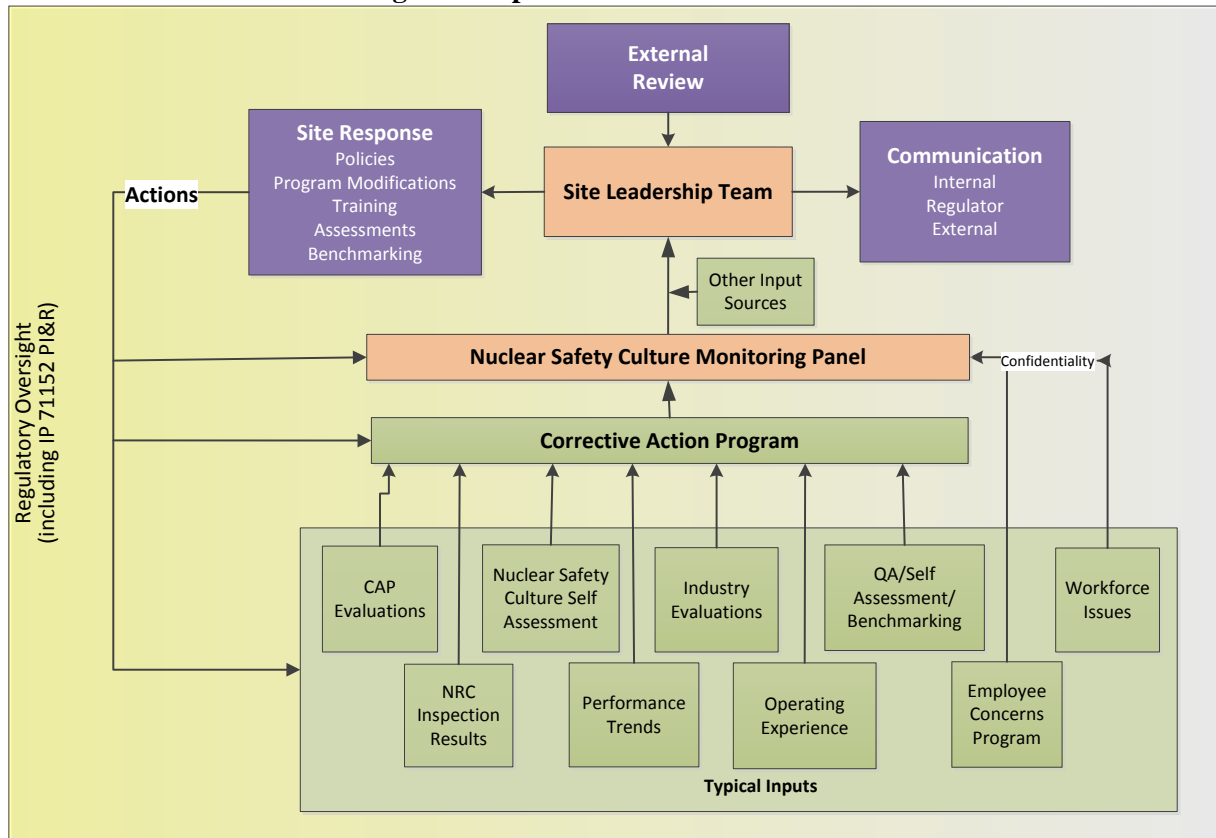 External
Review
Site Response
Policies
Program Modifications
Training
Assessments
Benchmarking
Site Leadership Team
Communication
Internal
Regulator
External
Actions
Other Input
Sources
Nuclear Safety Culture Monitoring Panel
Confidentiality
Corrective Action Program
Regulatory Oversight
(including IP 71152 PI&R)
CAP
Evaluations
Nuclear Safety
Culture Self
Assessment
Industry
Evaluations
QA/Self
Assessment/
Benchmarking
Workforce
Issues
NRC
Inspection
Results
Performance
Trends
Operating
Experience
Employee
Concerns
Program
Typical Inputs